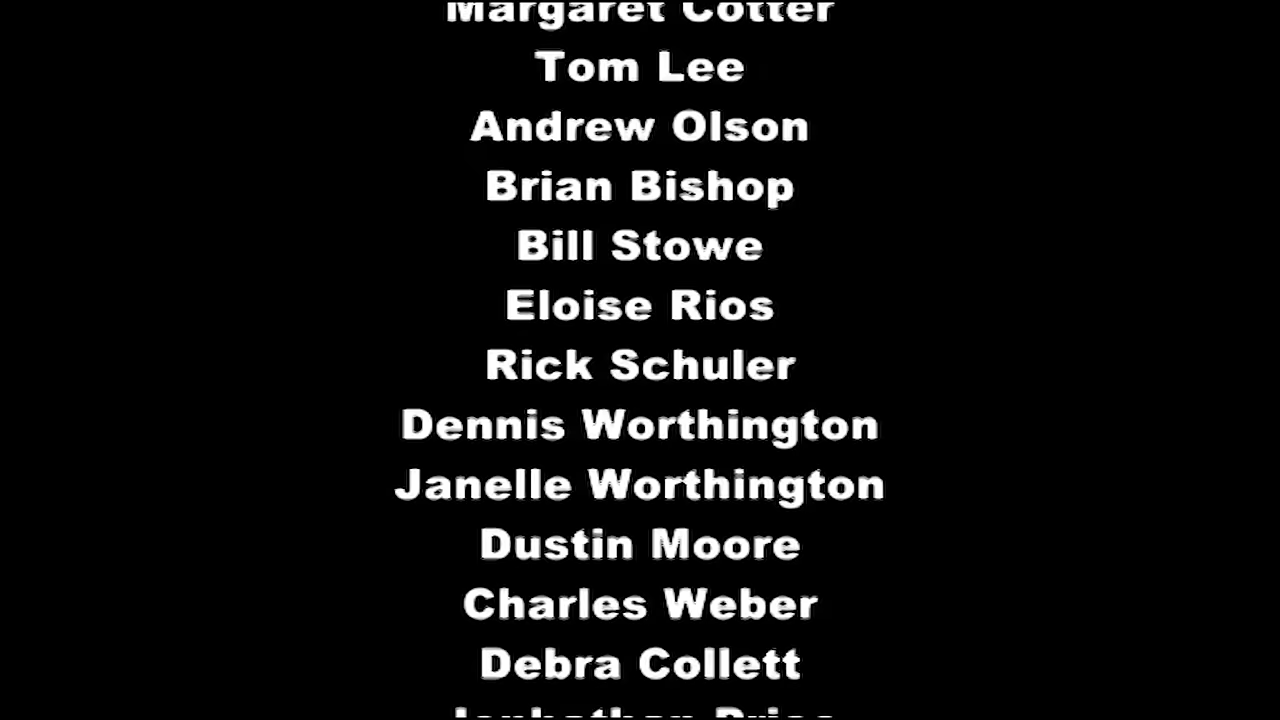 Margaret Cotter
Tom Lee
Andrew Olson
Brian Bishop
Bill Stowe
Eloise Rios
Rick Schuler
Dennis Worthington
Janelle Worthington
Dustin Moore
Charles Weber
Debra Collett